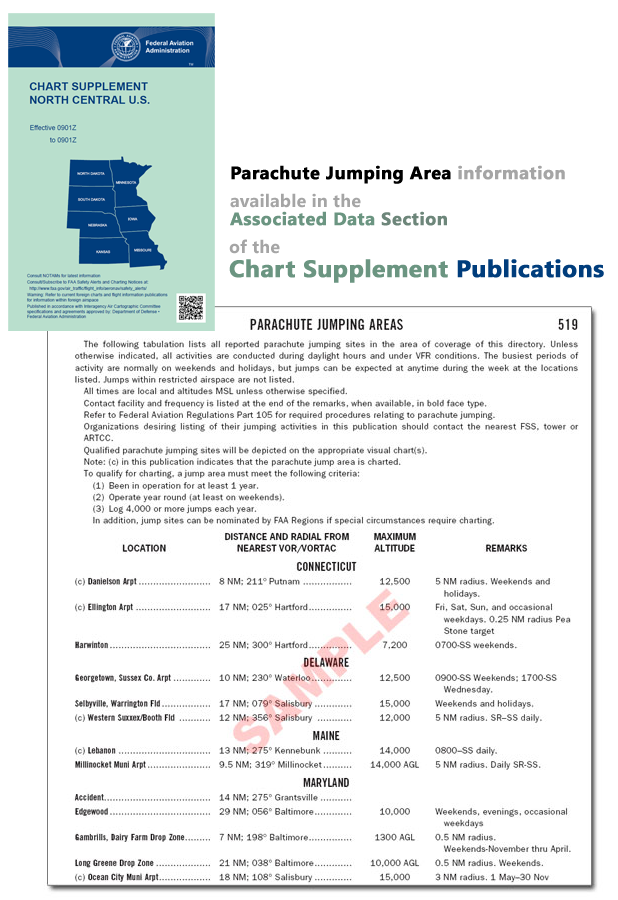 Federal Aviation
Administration
TM
CHART SUPPLEMENT
NORTH CENTRAL U.S.
Effective 0901Z
to 0901Z
NORTH DAKOTA
MINNESOTA
SOUTH DAKOTA
IOWA
NEBRASKA
KANSAS
MISSOURI
Consult NOTAMs for latest information
Consult/Subscribe to FAA Safety Alerts and Charting Notices at:
http://www.faa.gov/air_traffic/flight_info/aeronav/safety_alerts/
Warning: Refer to current foreign charts and flight information publications
for information within foreign airspace
Published in accordance with Interagency Air Cartographic Committee
specifications and agreements approved by: Department of Defense •
Federal Aviation Administration
Parachute Jumping Area information
available in the
Associated Data Section
of the
Chart Supplement Publications
PARACHUTE JUMPING AREAS 519
The following tabulation lists all reported parachute jumping sites in the area of coverage of this directory. Unless
otherwise indicated, all activities are conducted during daylight hours and under VFR conditions. The busiest periods of
activity are normally on weekends and holidays, but jumps can be expected at anytime during the week at the locations
listed. Jumps within restricted airspace are not listed.
All times are local and altitudes MSL unless otherwise specified.
Contact facility and frequency is listed at the end of the remarks, when available, in bold face type.
Refer to Federal Aviation Regulations Part 105 for required procedures relating to parachute jumping.
Organizations desiring listing of their jumping activities in this publication should contact the nearest FSS, tower or
ARTCC.
Qualified parachute jumping sites will be depicted on the appropriate visual chart(s).
Note: (c) in this publication indicates that the parachute jump area is charted.
To qualify for charting, a jump area must meet the following criteria:
(1) Been in operation for at least 1 year.
(2) Operate year round (at least on weekends).
(3) Log 4,000 or more jumps each year.
In addition, jump sites can be nominated by FAA Regions if special circumstances require charting.
DISTANCE AND RADIAL FROM MAXIMUM
LOCATION NEAREST VOR/VORTAC ALTITUDE REMARKS
CONNECTICUT
(c) Danielson Arpt ......................... 8 NM; 211° Putnam ................. 12,500 5 NM radius. Weekends and
holidays.
(c) Ellington Arpt .......................... 17 NM; 025° Hartford............... 15,000 Fri, Sat, Sun, and occasional
weekdays. 0.25 NM radius Pea
Stone target
Harwinton ................................... 25 NM; 300° Hartford............... 7,200 0700-SS weekends.
DELAWARE
Georgetown, Sussex Co. Arpt ............. 10 NM; 230° Waterloo.............. 12,500 0900-SS Weekends; 1700-SS
Wednesday.
Selbyville, Warrington Fld................. 17 NM; 079° Salisbury ............. 15,000 Weekends and holidays.
(c) Western Suxxex/Booth Fld ........... 12 NM; 356° Salisbury ............ 12,000 5 NM radius. SR–SS daily.
MAINE
(c) Lebanon ................................ 13 NM; 275° Kennebunk .......... 14,000 0800–SS daily.
Millinocket Muni Arpt...................... 9.5 NM; 319° Millinocket.......... 14,000 AGL 5 NM radius. Daily SR-SS.
MARYLAND
Accident..................................... 14 NM; 275° Grantsville ...........
Edgewood ................................... 29 NM; 056° Baltimore............. 10,000 Weekends, evenings, occasional
weekdays
Gambrills, Dairy Farm Drop Zone......... 7 NM; 198° Baltimore............... 1300 AGL 0.5 NM radius.
Weekends-November thru April.
Long Greene Drop Zone ................... 21 NM; 038° Baltimore............. 10,000 AGL 0.5 NM radius. Weekends.
(c) Ocean City Muni Arpt.................. 18 NM; 108° Salisbury ............. 15,000 3 NM radius. 1 May–30 Nov
SAMPLE